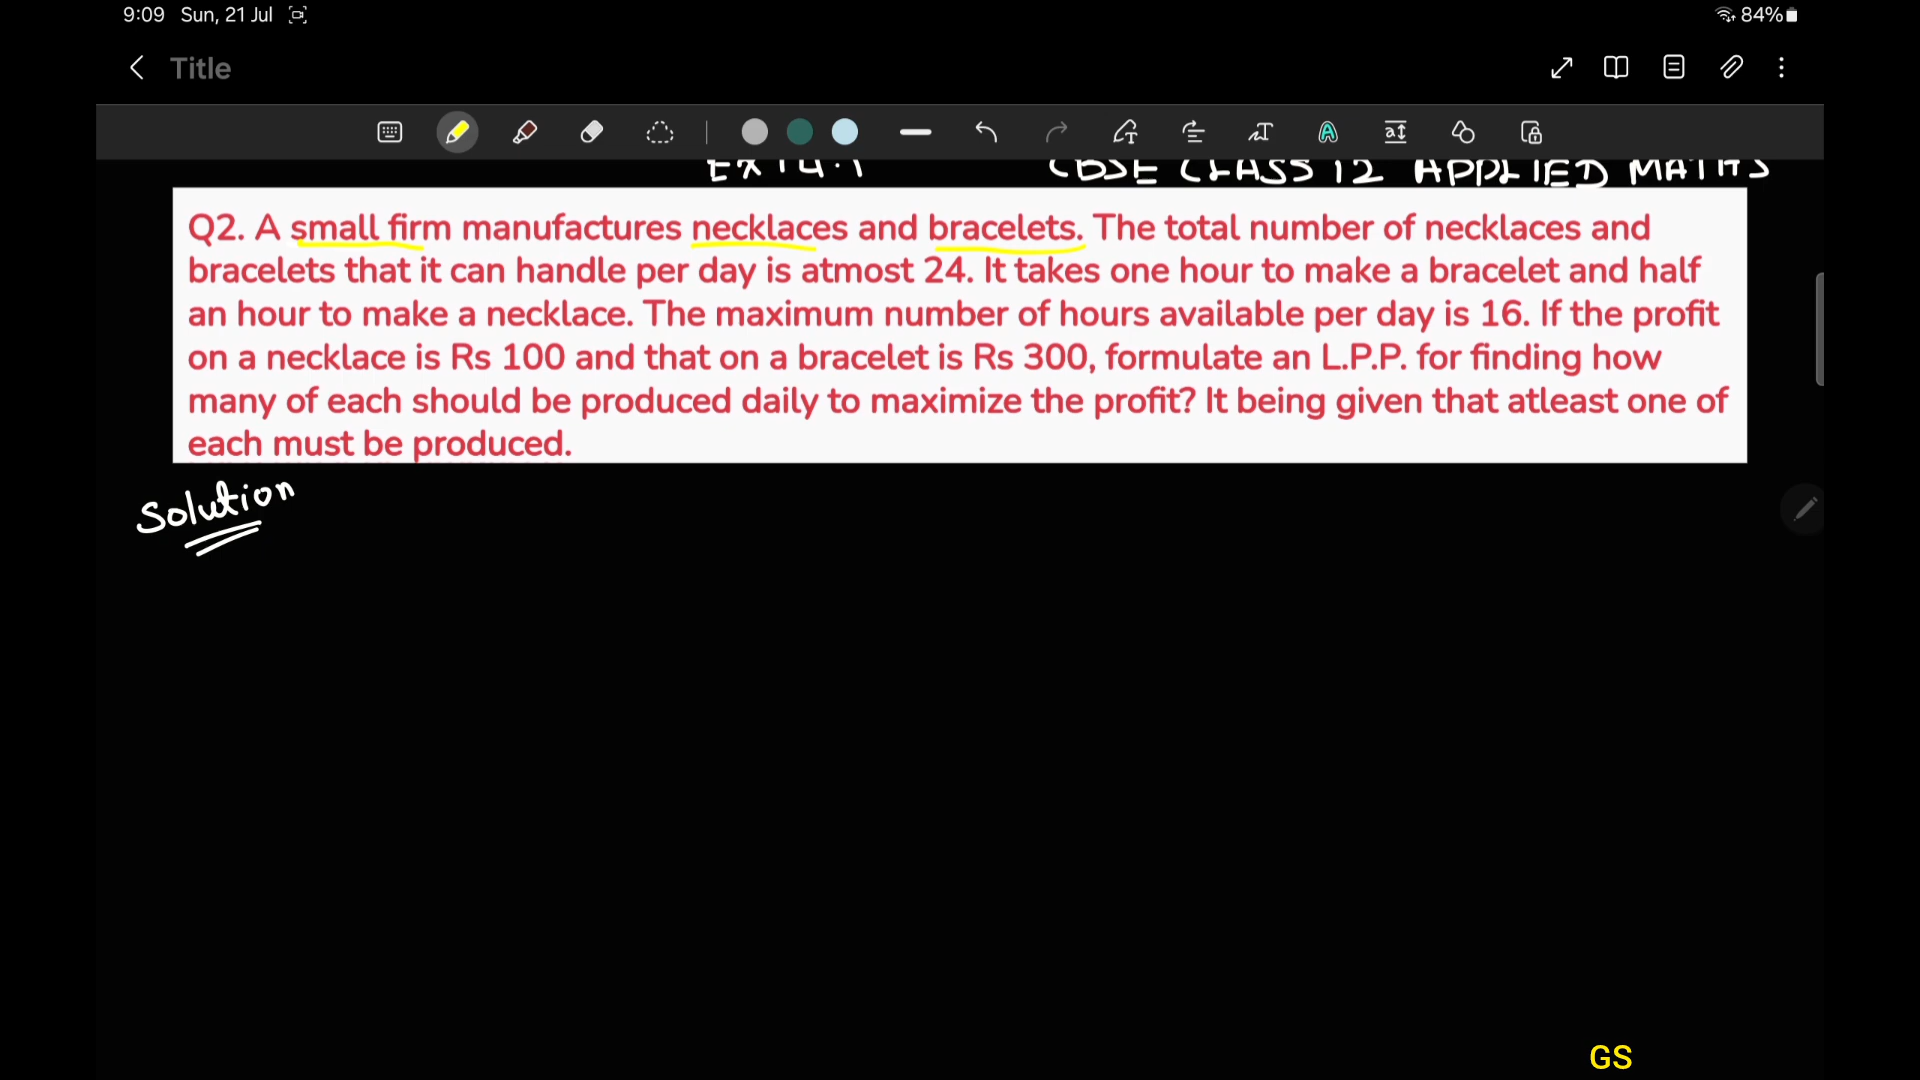 9:09 Sun, 21 Jul 84%
Title
EX 14.1 CBSE CLASS 12 APPLIED MATHS
Q2. A small firm manufactures necklaces and bracelets. The total number of necklaces and
bracelets that it can handle per day is atmost 24. It takes one hour to make a bracelet and half
an hour to make a necklace. The maximum number of hours available per day is 16. If the profit
on a necklace is Rs 100 and that on a bracelet is Rs 300, formulate an L.P.P. for finding how
many of each should be produced daily to maximize the profit? It being given that atleast one of
each must be produced.
Solution
GS